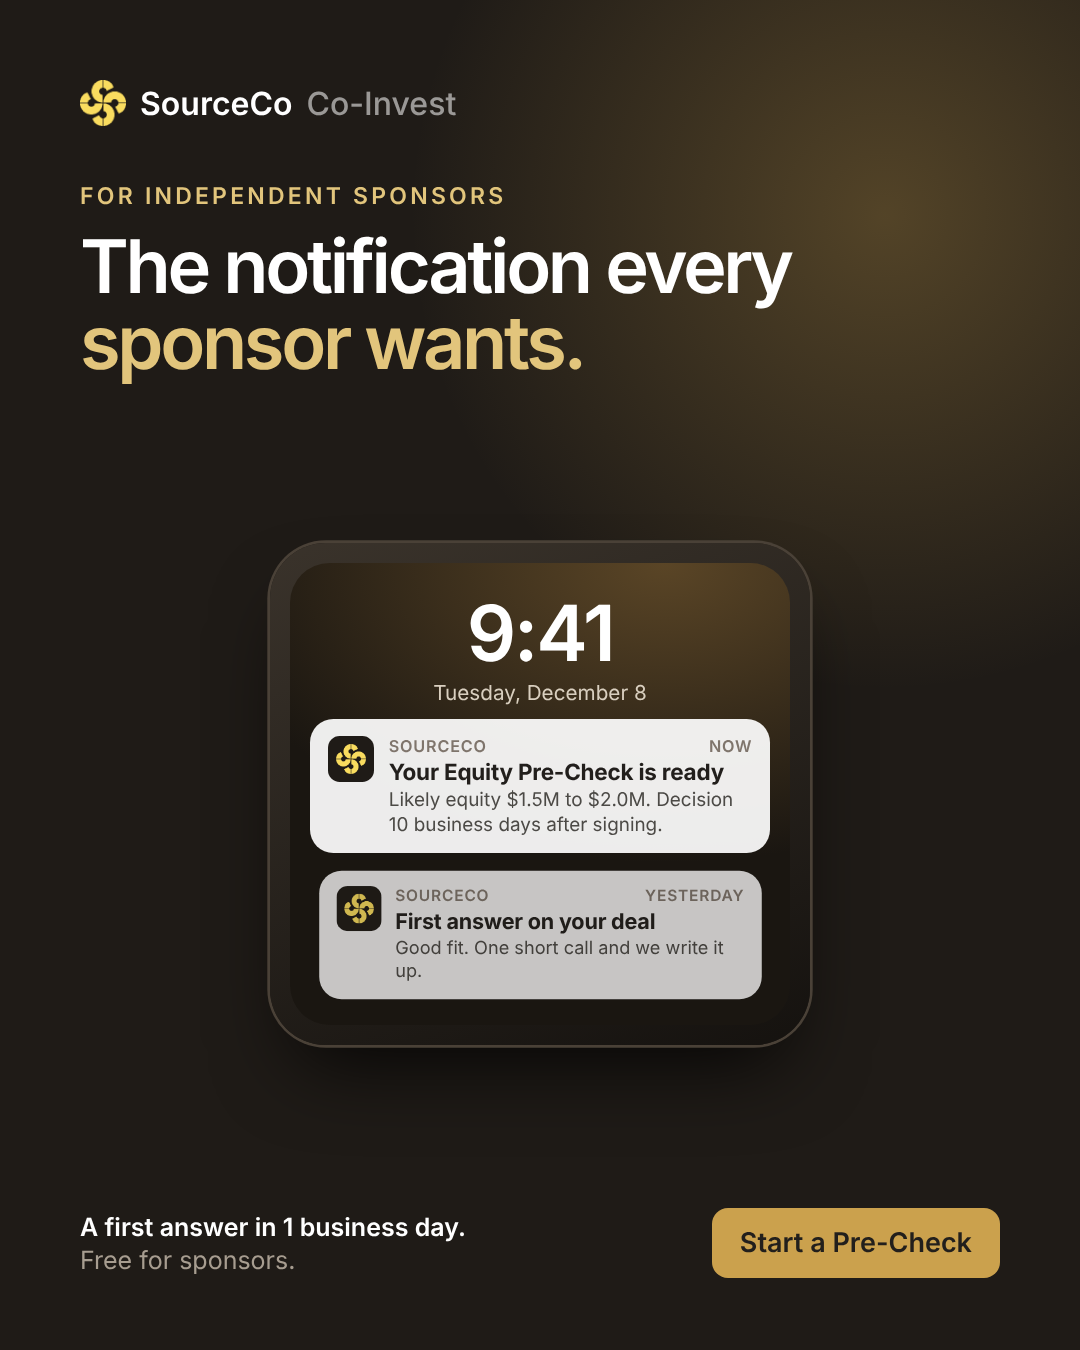 SourceCo Co-Invest
FOR INDEPENDENT SPONSORS
The notification every
sponsor wants.
9:41
Tuesday, December 8
SOURCECO NOW
Your Equity Pre-Check is ready
Likely equity $1.5M to $2.0M. Decision
10 business days after signing.
SOURCECO YESTERDAY
First answer on your deal
Good fit. One short call and we write it
up.
A first answer in 1 business day.
Free for sponsors.
Start a Pre-Check